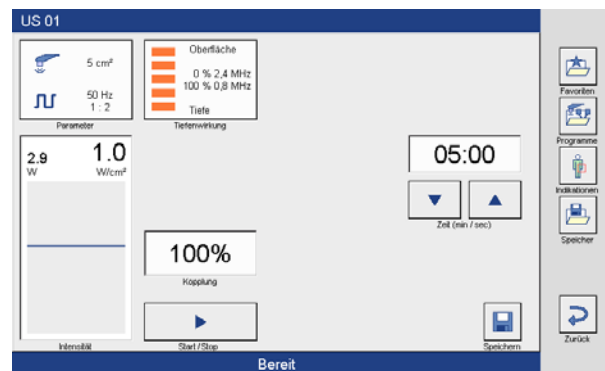 US 01
5 cm²
50 Hz
1 : 2
Parameter
Oberfläche
0 % 2,4 MHz
100 % 0,8 MHz
Tiefe
Tiefenwirkung
2.9
W
1.0
W/cm²
Intensität
100%
Kopplung
Start / Stop
05:00
Zeit (min / sec)
Speichern
Favoriten
Programme
Indikationen
Speicher
Zurück
Bereit